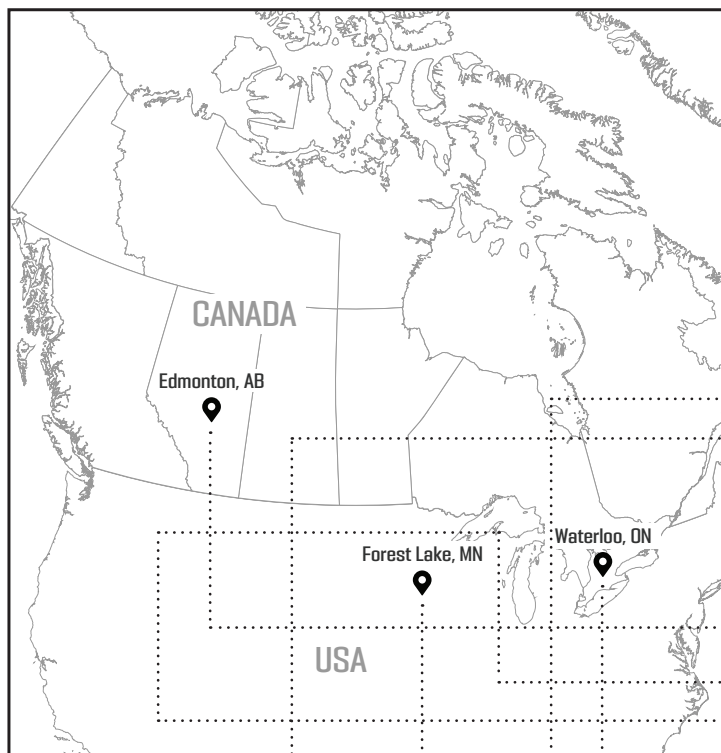 CANADA
Edmonton, AB
Waterloo, ON
Forest Lake, MN
USA